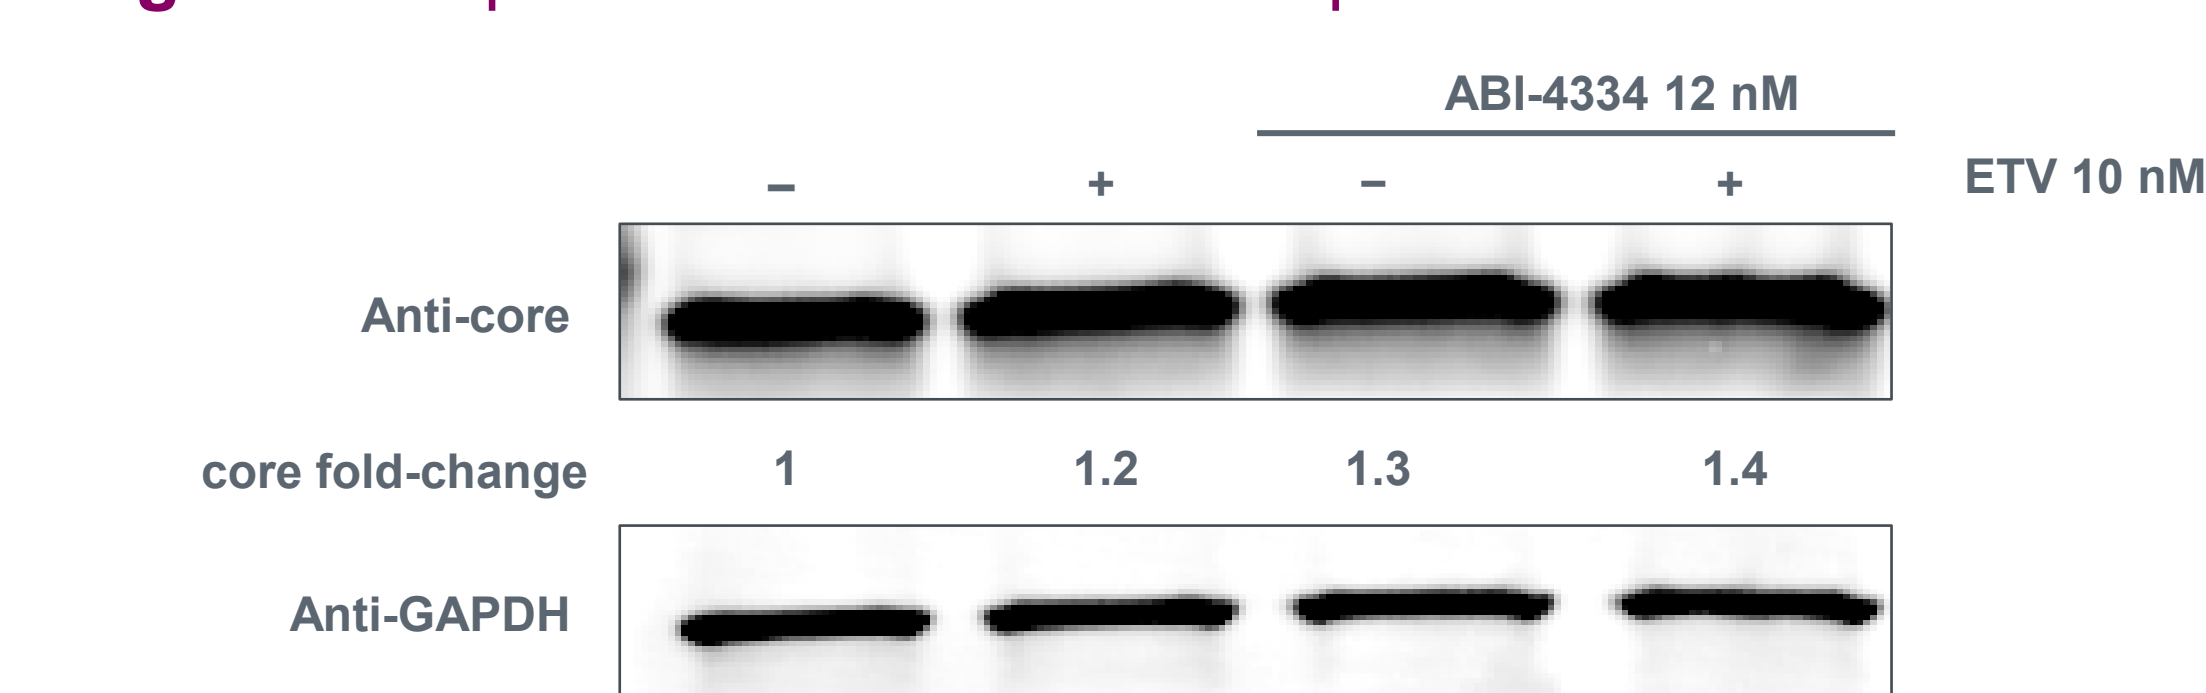 ABI-4334 12 nM
– + – + ETV 10 nM
Anti-core
core fold-change 1 1.2 1.3 1.4
Anti-GAPDH